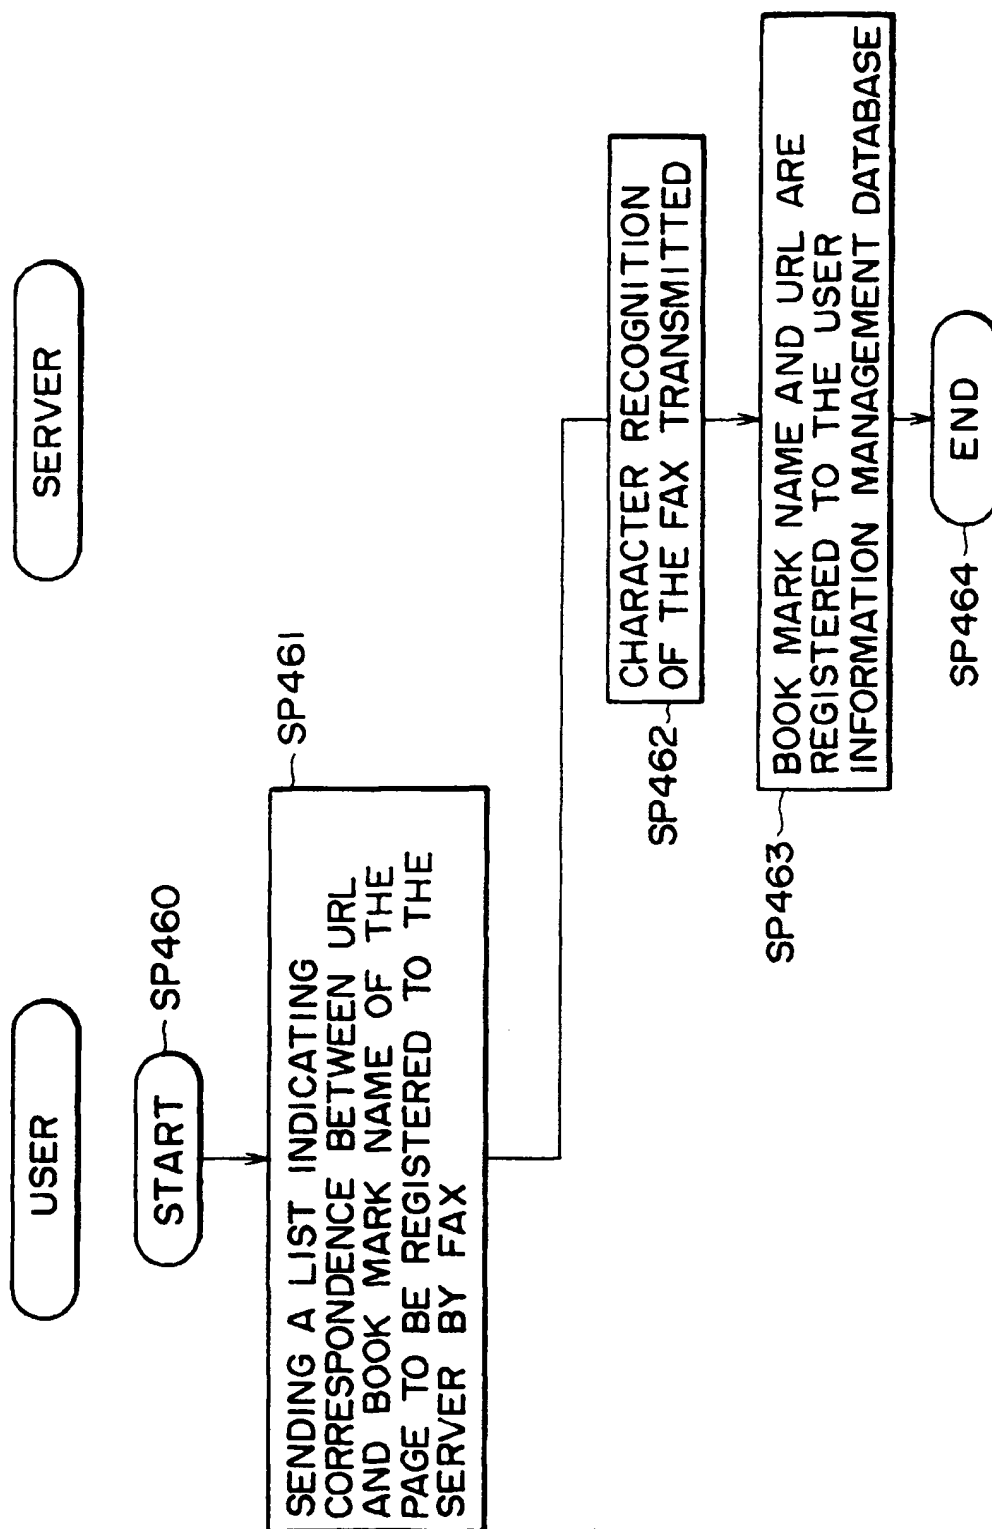 USER
SERVER
START
SP460
SENDING A LIST INDICATING
CORRESPONDENCE BETWEEN URL
AND BOOK MARK NAME OF THE
PAGE TO BE REGISTERED TO THE
SERVER BY FAX
SP461
CHARACTER RECOGNITION
OF THE FAX TRANSMITTED
SP462
BOOK MARK NAME AND URL ARE
REGISTERED TO THE USER
INFORMATION MANAGEMENT DATABASE
SP463
END
SP464